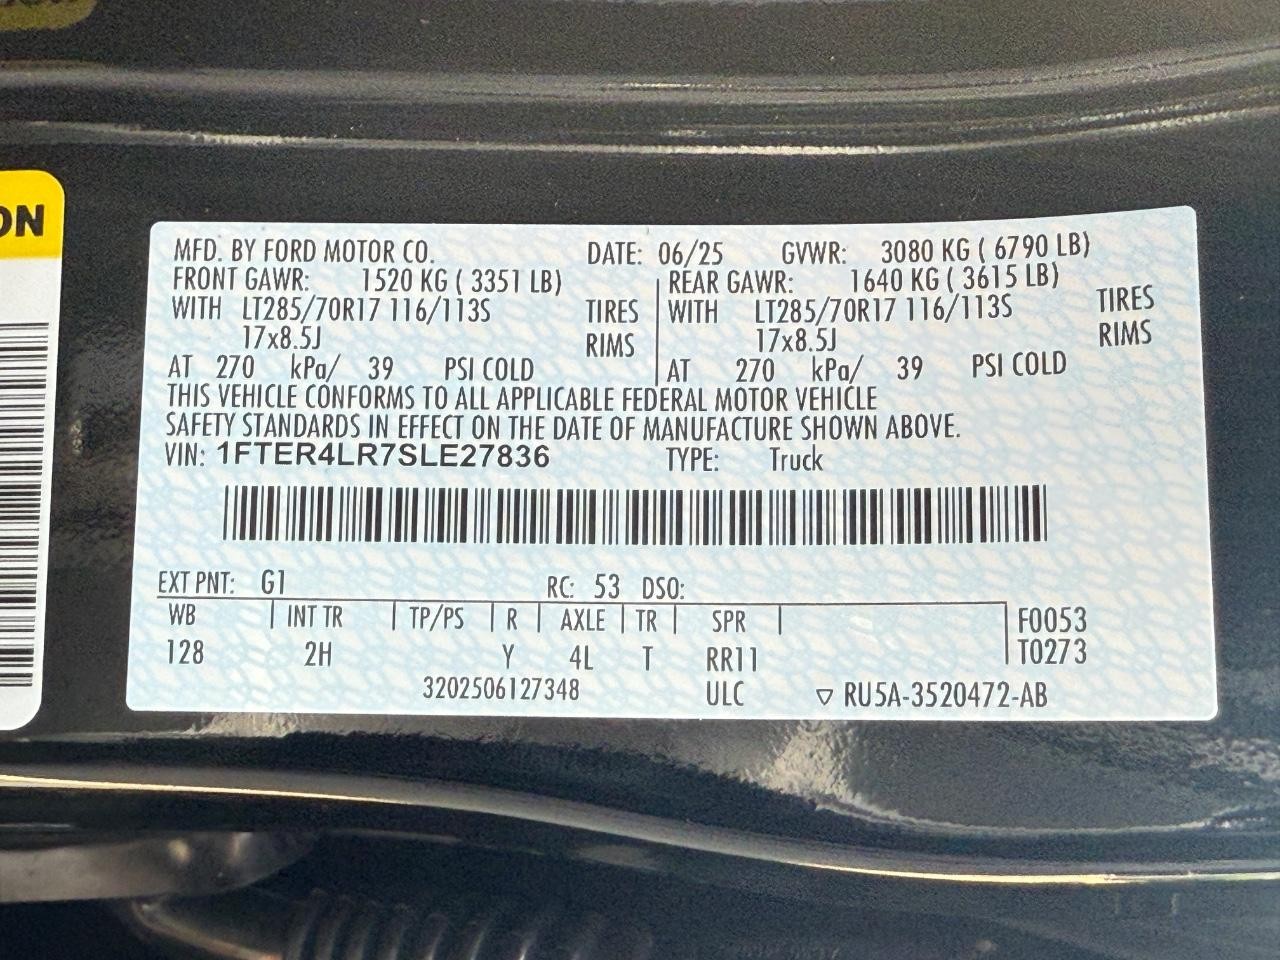 ON
MFD. BY FORD MOTOR CO. DATE: 06/25 GVWR: 3080 KG ( 6790 LB)
FRONT GAWR: 1520 KG ( 3351 LB) REAR GAWR: 1640 KG ( 3615 LB)
WITH LT285/70R17 116/113S TIRES WITH LT285/70R17 116/113S TIRES
17x8.5J RIMS 17x8.5J RIMS
AT 270 kPa/ 39 PSI COLD AT 270 kPa/ 39 PSI COLD
THIS VEHICLE CONFORMS TO ALL APPLICABLE FEDERAL MOTOR VEHICLE
SAFETY STANDARDS IN EFFECT ON THE DATE OF MANUFACTURE SHOWN ABOVE.
VIN: 1FTER4LR7SLE27836 TYPE: Truck
EXT PNT: G1 RC: 53 DSO:
WB INT TR TP/PS R AXLE TR SPR F0053
128 2H Y 4L T RR11 T0273
3202506127348 ULC ▽ RU5A-3520472-AB